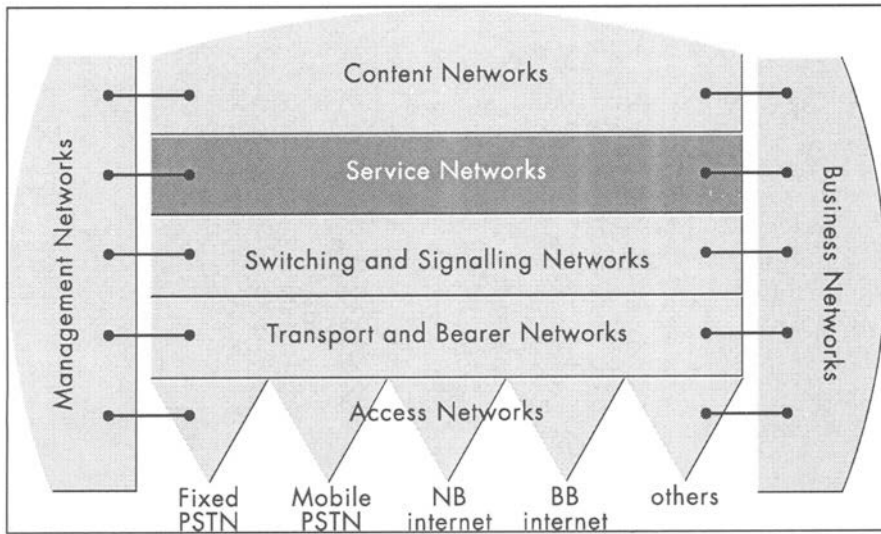 Content Networks
Service Networks
Switching and Signalling Networks
Transport and Bearer Networks
Access Networks
Management Networks
Business Networks
Fixed PSTN
Mobile PSTN
NB internet
BB internet
others